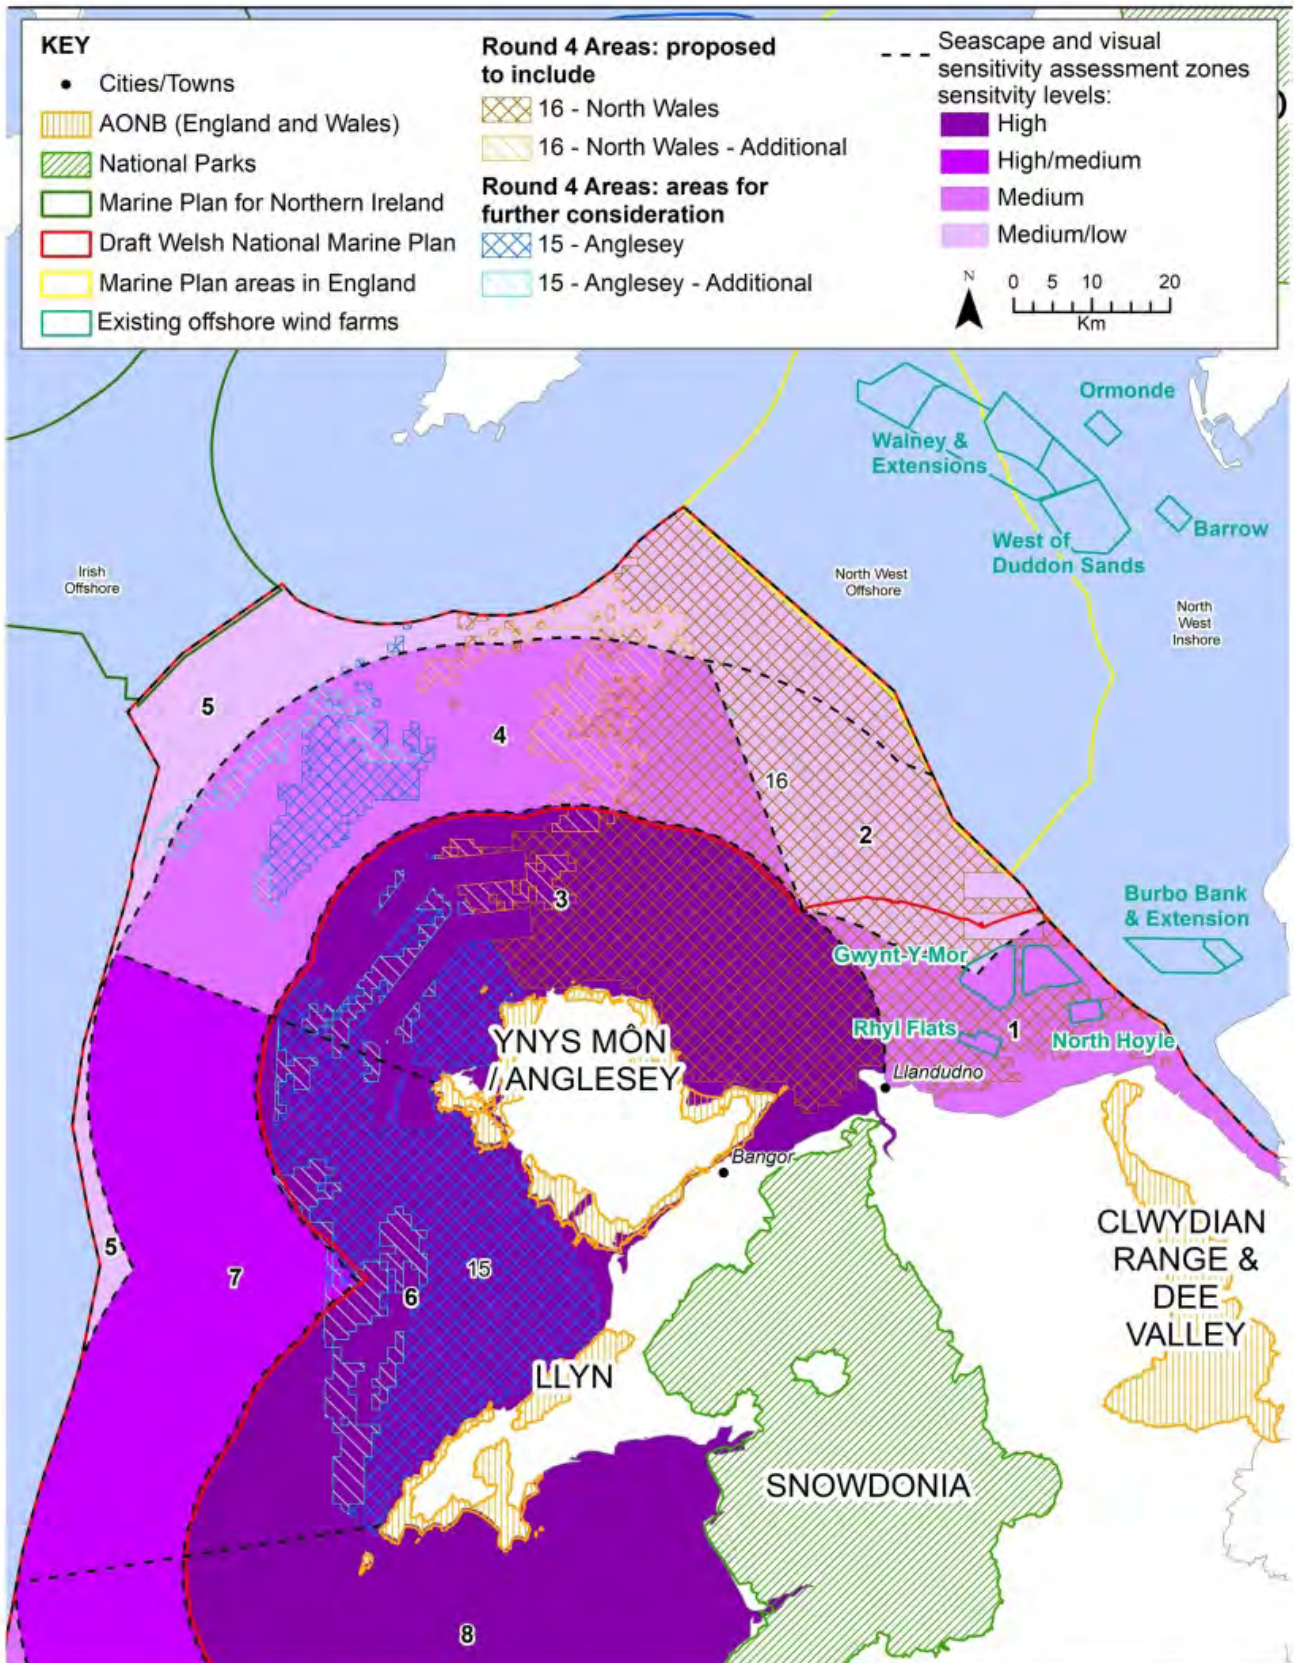 KEY
Cities/Towns
AONB (England and Wales)
National Parks
Marine Plan for Northern Ireland
Draft Welsh National Marine Plan
Marine Plan areas in England
Existing offshore wind farms
Round 4 Areas: proposed
to include
16 - North Wales
16 - North Wales - Additional
Round 4 Areas: areas for
further consideration
15 - Anglesey
15 - Anglesey - Additional
Seascape and visual
sensitivity assessment zones
sensitvity levels:
High
High/medium
Medium
Medium/low
N
0 5 10 20
Km
Ormonde
Walney &
Extensions
Barrow
West of
Duddon Sands
Irish
Offshore
North West
Offshore
North
West
Inshore
5
4
16
2
3
Burbo Bank
& Extension
Gwynt-Y-Mor
Rhyl Flats
1
North Hoyle
YNYS MÔN
/ ANGLESEY
Llandudno
Bangor
CLWYDIAN
RANGE &
DEE
VALLEY
5
7
6
15
LLYN
SNOWDONIA
8